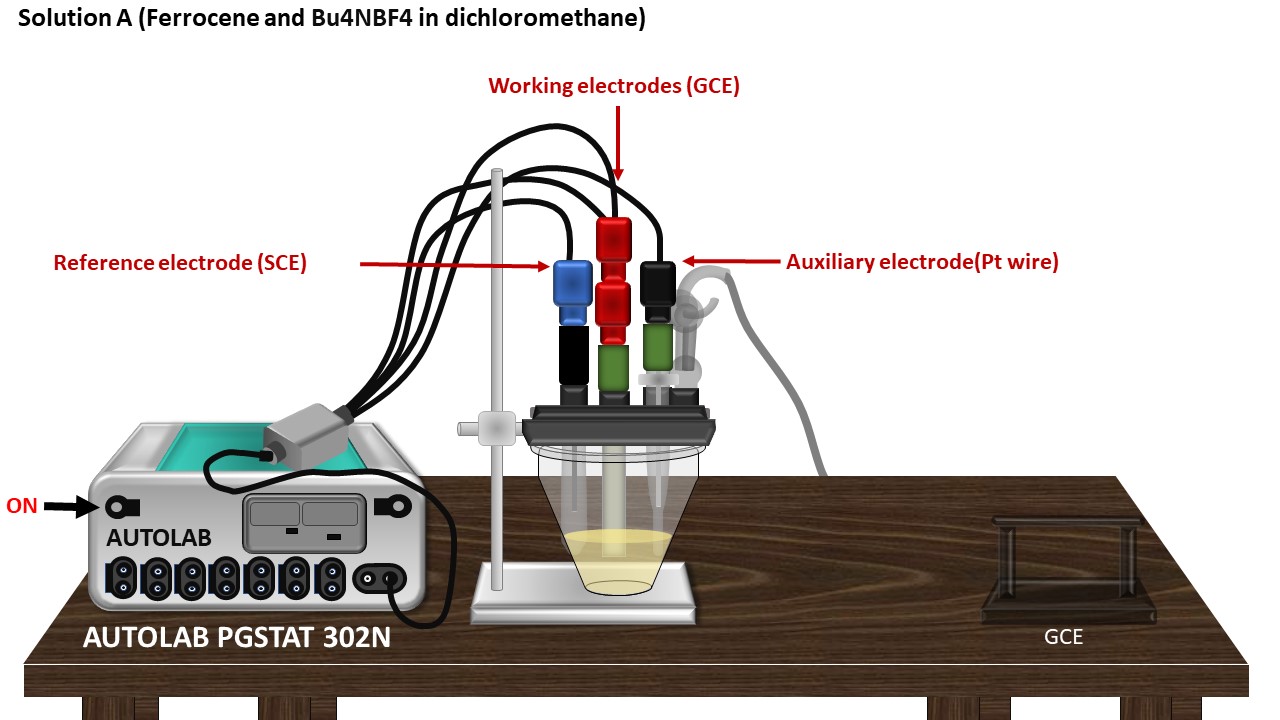 Solution A (Ferrocene and Bu4NBF4 in dichloromethane)
Working electrodes (GCE)
Reference electrode (SCE)
Auxiliary electrode(Pt wire)
ON
AUTOLAB
AUTOLAB PGSTAT 302N
GCE